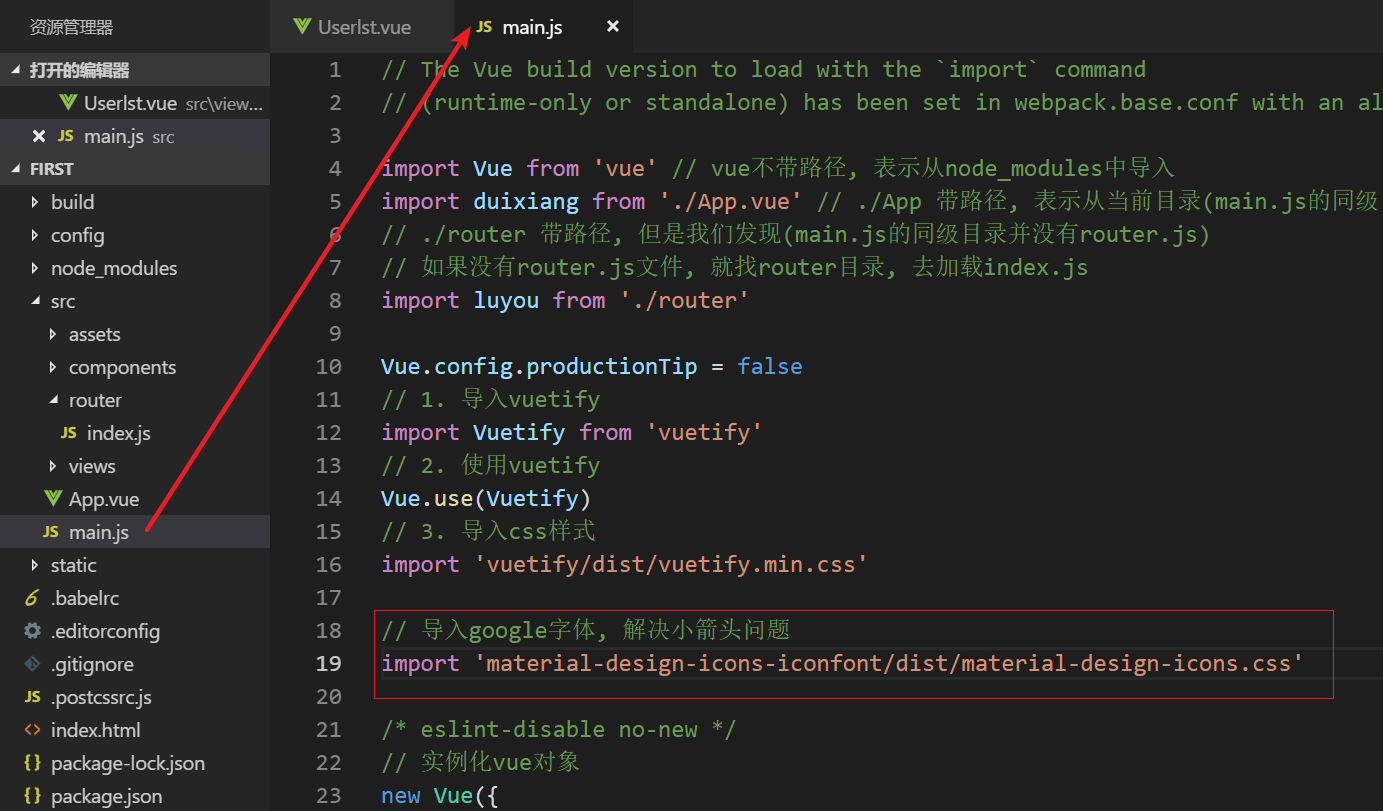 资源管理器
打开的编辑器
Userlst.vue src\view...
main.js src
FIRST
build
config
node_modules
src
assets
components
router
JS index.js
views
App.vue
JS main.js
static
.babelrc
.editorconfig
.gitignore
JS .postcssrc.js
index.html
{} package-lock.json
{} package.json
Userlst.vue
JS main.js
1 // The Vue build version to load with the `import` command
2 // (runtime-only or standalone) has been set in webpack.base.conf with an al
3
4 import Vue from 'vue' // vue不带路径, 表示从node_modules中导入
5 import duixiang from './App.vue' // ./App 带路径, 表示从当前目录(main.js的同级
6 // ./router 带路径, 但是我们发现(main.js的同级目录并没有router.js)
7 // 如果没有router.js文件, 就找router目录, 去加载index.js
8 import luyou from './router'
9
10 Vue.config.productionTip = false
11 // 1. 导入vuetify
12 import Vuetify from 'vuetify'
13 // 2. 使用vuetify
14 Vue.use(Vuetify)
15 // 3. 导入css样式
16 import 'vuetify/dist/vuetify.min.css'
17
18 // 导入google字体, 解决小箭头问题
19 import 'material-design-icons-iconfont/dist/material-design-icons.css'
20
21 /* eslint-disable no-new */
22 // 实例化vue对象
23 new Vue({